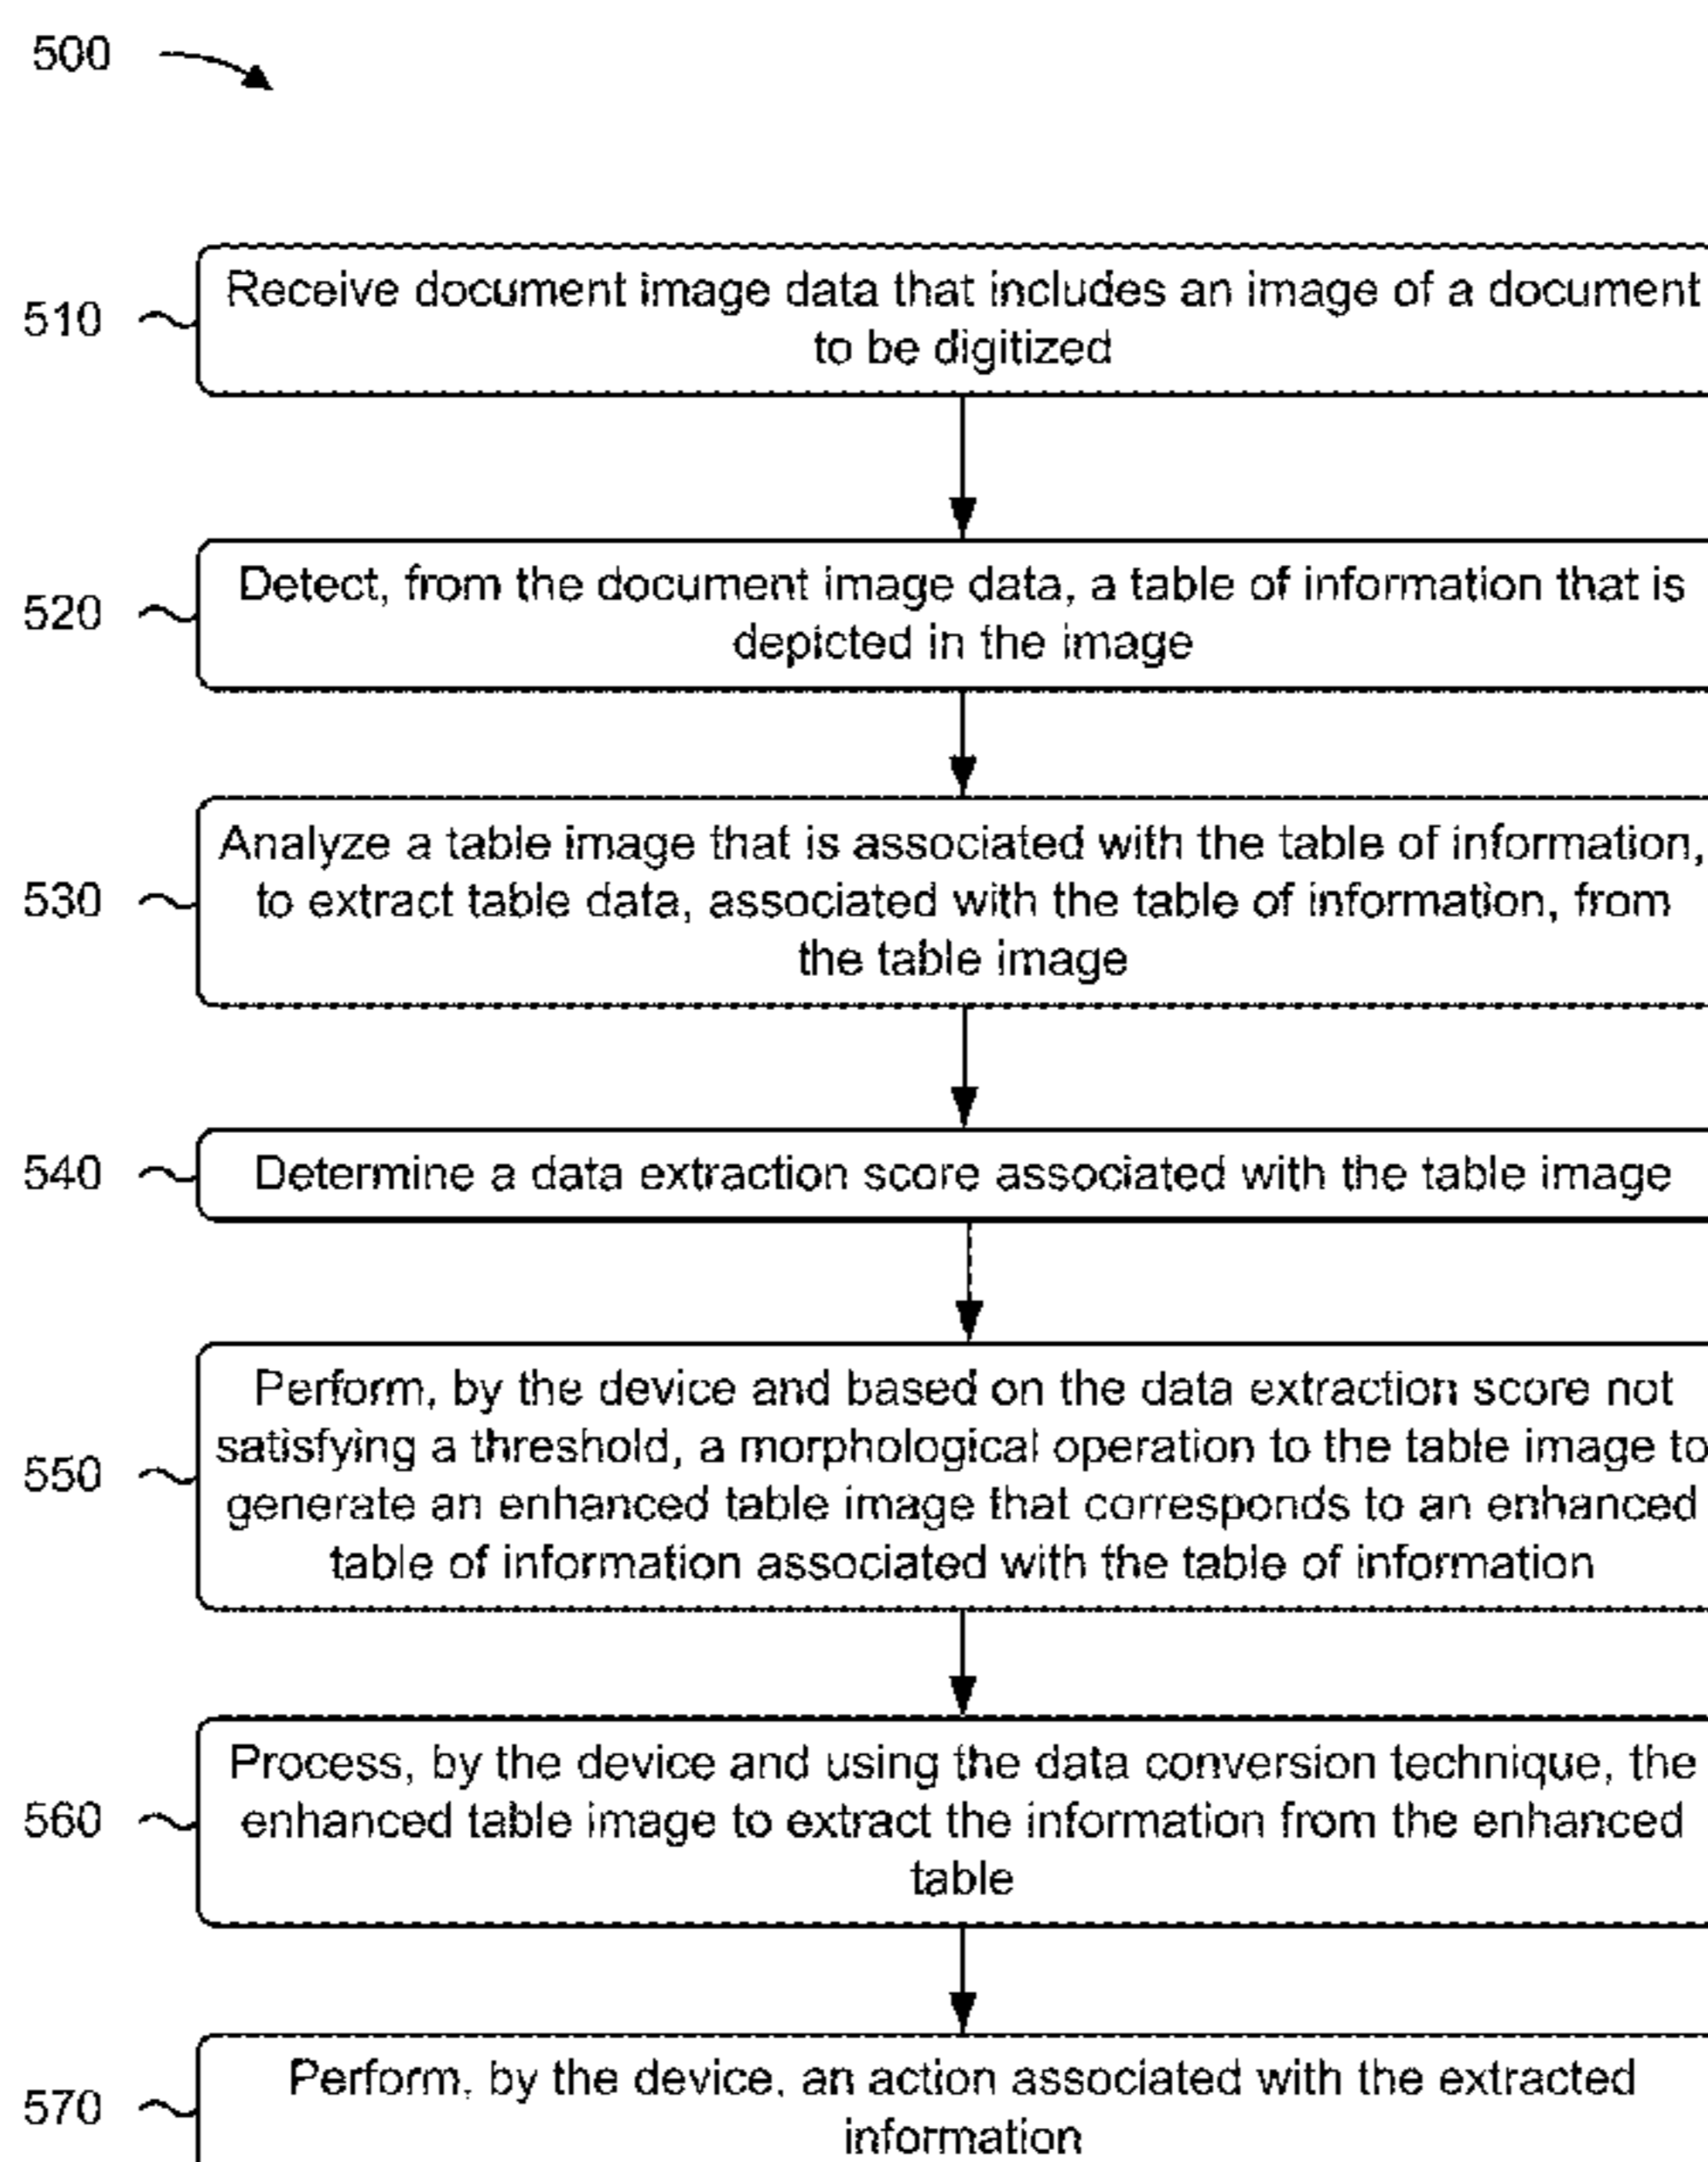 500
510
Receive document image data that includes an image of a document
to be digitized
520
Detect, from the document image data, a table of information that is
depicted in the image
530
Analyze a table image that is associated with the table of information,
to extract table data, associated with the table of information, from
the table image
540
Determine a data extraction score associated with the table image
550
Perform, by the device and based on the data extraction score not
satisfying a threshold, a morphological operation to the table image to
generate an enhanced table image that corresponds to an enhanced
table of information associated with the table of information
560
Process, by the device and using the data conversion technique, the
enhanced table image to extract the information from the enhanced
table
570
Perform, by the device, an action associated with the extracted
information